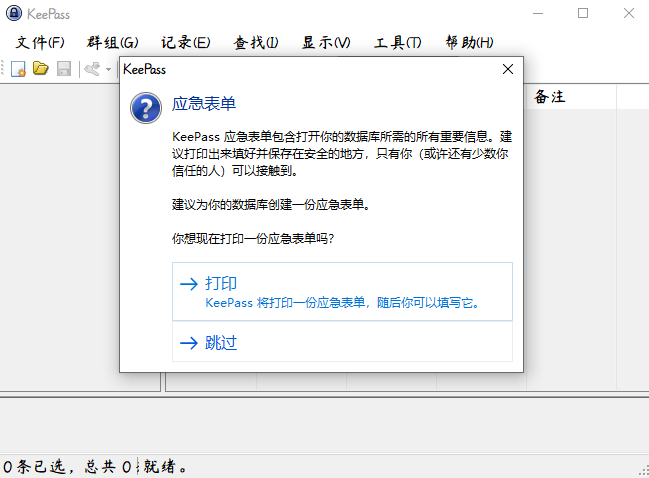 KeePass
文件(F) 群组(G) 记录(E) 查找(I) 显示(V) 工具(T) 帮助(H)
KeePass
备注
应急表单
KeePass 应急表单包含打开你的数据库所需的所有重要信息。建
议打印出来填好并保存在安全的地方，只有你（或许还有少数你
信任的人）可以接触到。
建议为你的数据库创建一份应急表单。
你想现在打印一份应急表单吗？
打印
KeePass 将打印一份应急表单，随后你可以填写它。
跳过
0 条已选，总共 0 就绪。